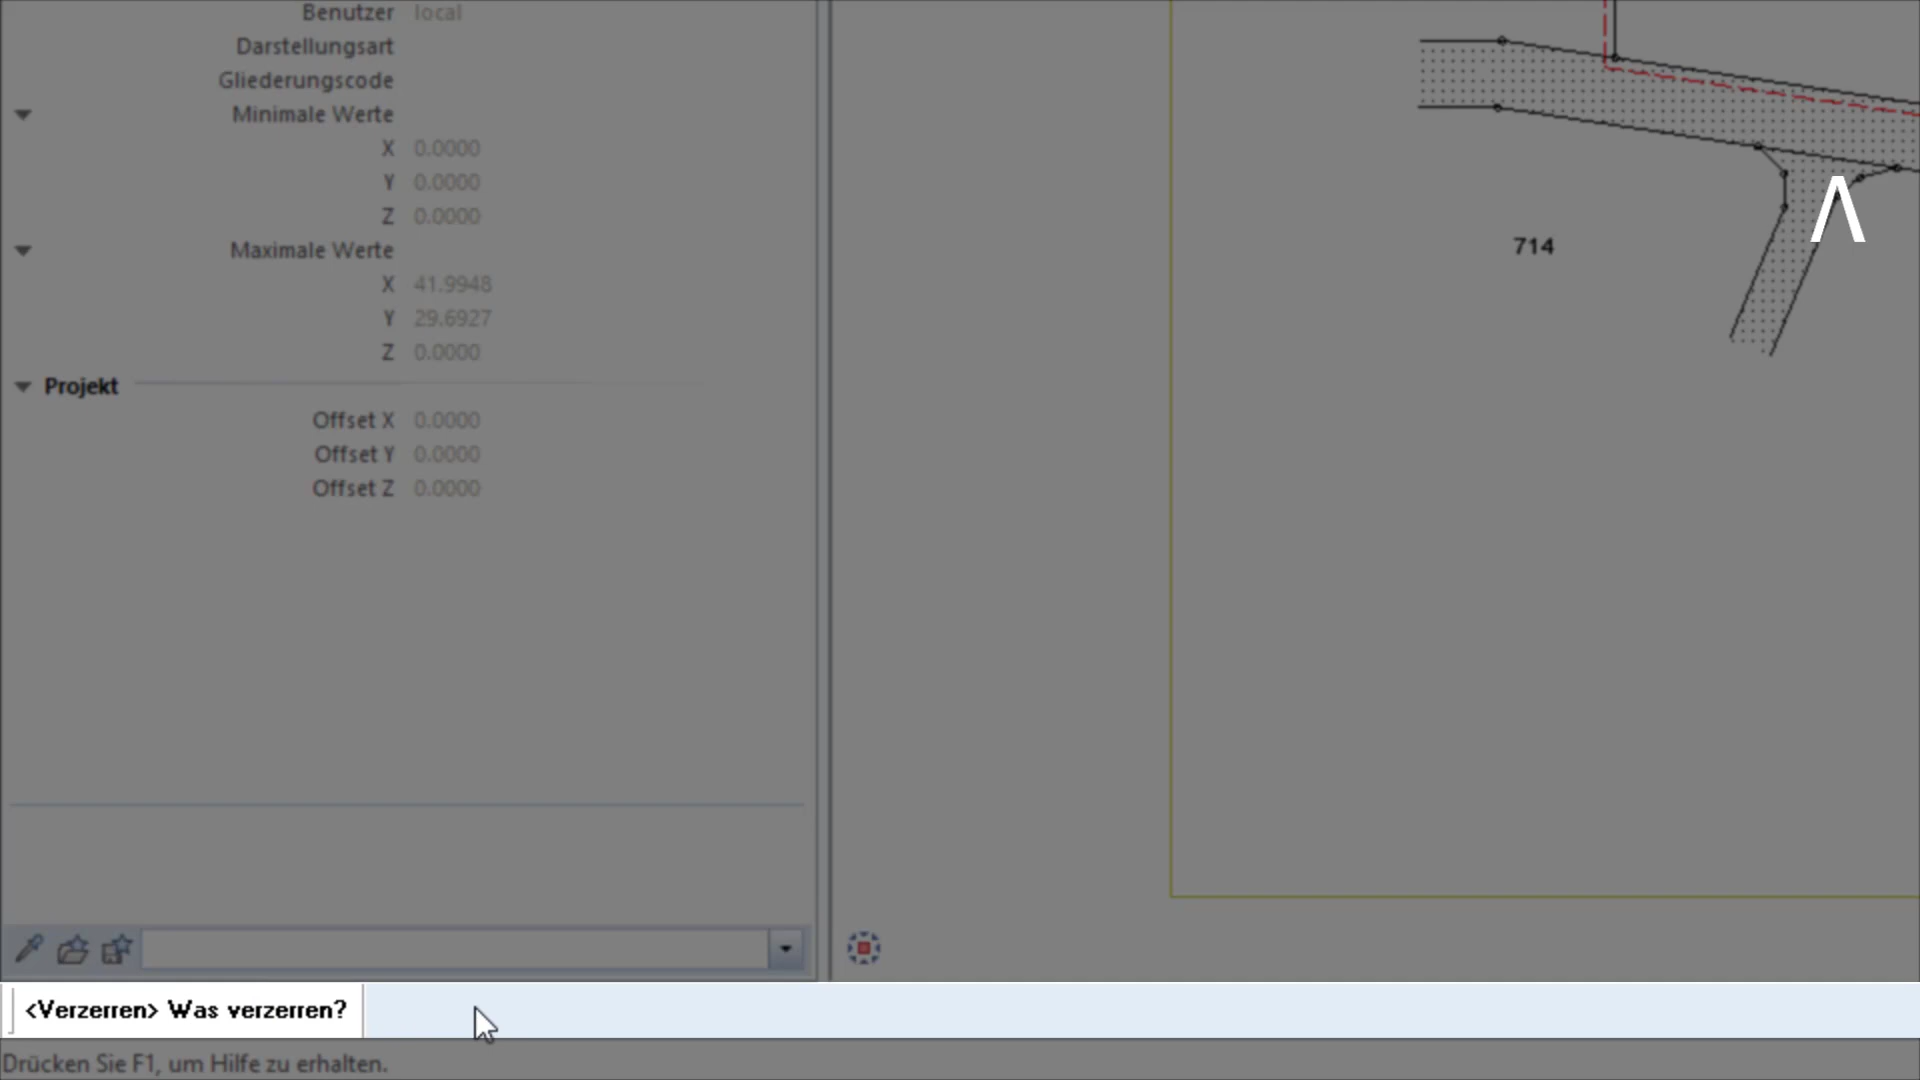 Benutzer local
Darstellungsart
Gliederungscode
Minimale Werte
X 0.0000
Y 0.0000
Z 0.0000
Maximale Werte
X 41.9948
Y 29.6927
Z 0.0000
Projekt
Offset X 0.0000
Offset Y 0.0000
Offset Z 0.0000
714
<Verzerren> Was verzerren?
Drücken Sie F1, um Hilfe zu erhalten.